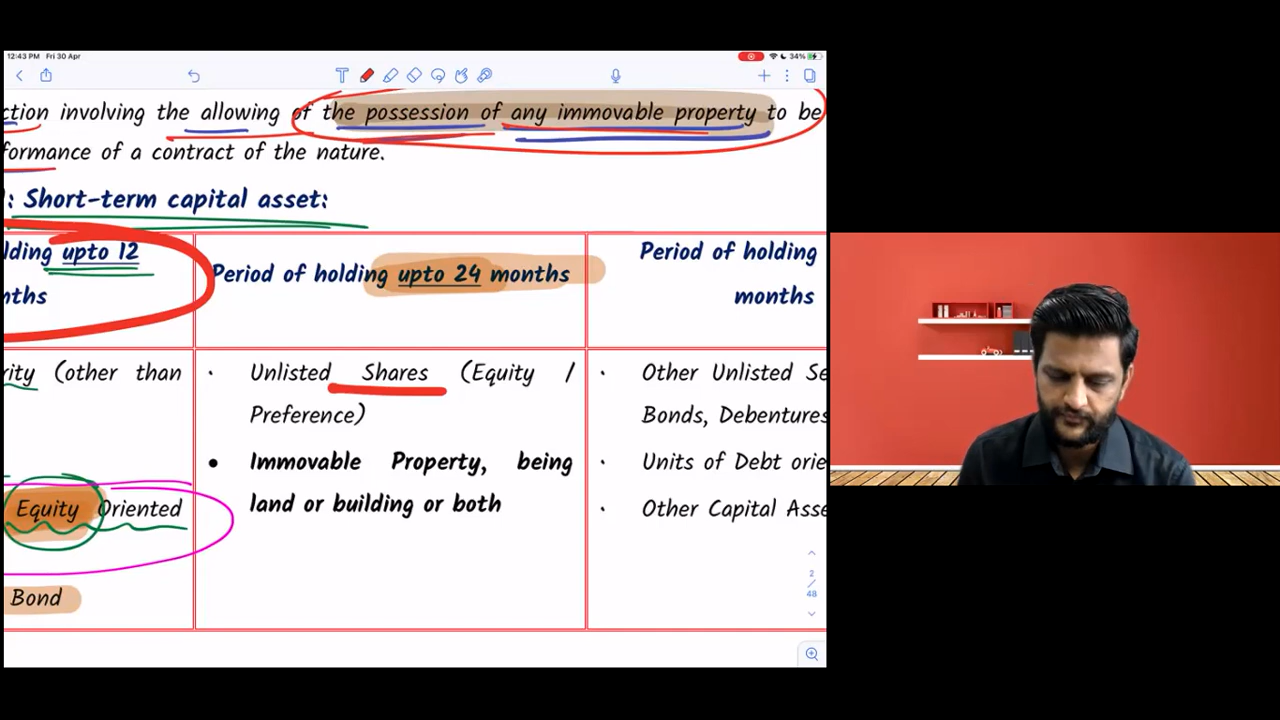 12:43 PM Fri 30 Apr
34%
ction involving the allowing of the possession of any immovable property to be
formance of a contract of the nature.
: Short-term capital asset:
lding upto 12
nths
Period of holding upto 24 months
Period of holding
months
rity (other than
Equity Oriented
Bond
· Unlisted Shares (Equity /
Preference)
• Immovable Property, being
land or building or both
· Other Unlisted Se
Bonds, Debentures
· Units of Debt orie
· Other Capital Asse
2
/
48